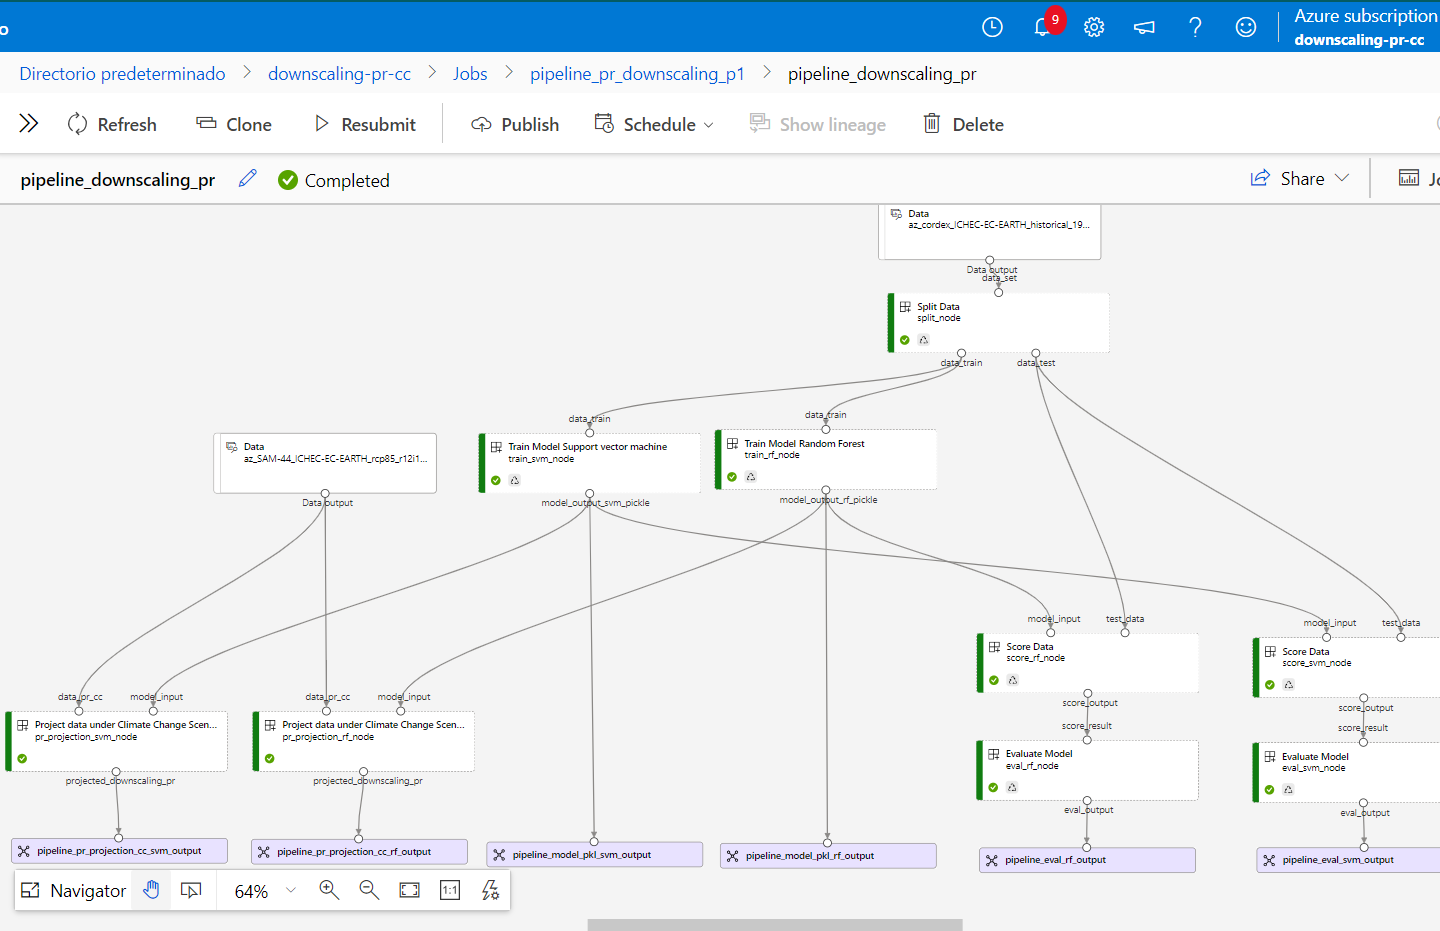 o
9
Azure subscription
downscaling-pr-cc
Directorio predeterminado > downscaling-pr-cc > Jobs > pipeline_pr_downscaling_p1 > pipeline_downscaling_pr
Refresh Clone Resubmit Publish Schedule Show lineage Delete
pipeline_downscaling_pr Completed Share Jo
Data
az_cordex_ICHEC-EC-EARTH_historical_19...
Data output
data_set
Split Data
split_node
data_train data_test
data_train data_train
Data
az_SAM-44_ICHEC-EC-EARTH_rcp85_r12i1...
Data output
Train Model Support vector machine
train_svm_node
model_output_svm_pickle
Train Model Random Forest
train_rf_node
model_output_rf_pickle
model_input test_data
model_input test_data
Score Data
score_rf_node
score_output
score_result
Score Data
score_svm_node
score_output
score_result
data_pr_cc model_input
data_pr_cc model_input
Project data under Climate Change Scen...
pr_projection_svm_node
projected_downscaling_pr
Project data under Climate Change Scen...
pr_projection_rf_node
projected_downscaling_pr
Evaluate Model
eval_rf_node
eval_output
Evaluate Model
eval_svm_node
eval_output
pipeline_pr_projection_cc_svm_output
pipeline_pr_projection_cc_rf_output
pipeline_model_pkl_svm_output
pipeline_model_pkl_rf_output
pipeline_eval_rf_output
pipeline_eval_svm_output
Navigator 64% 1:1